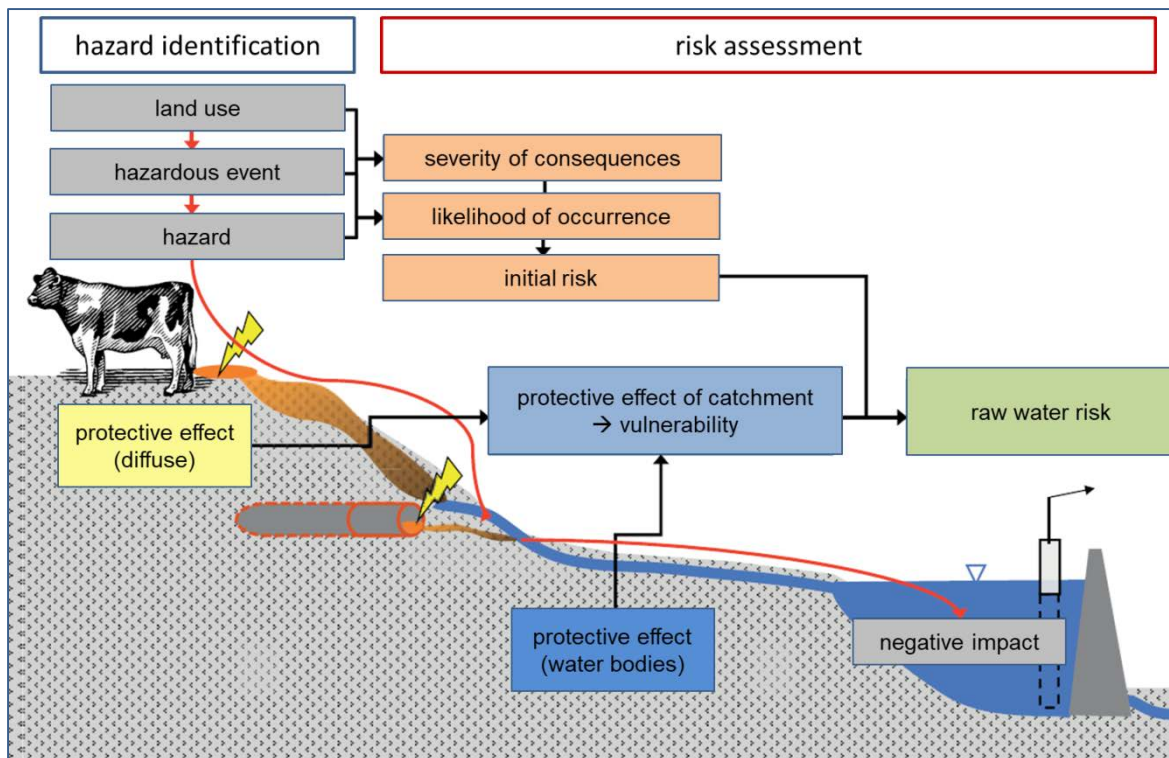 hazard identification
risk assessment
land use
hazardous event
hazard
severity of consequences
likelihood of occurrence
initial risk
protective effect
(diffuse)
protective effect of catchment
→ vulnerability
raw water risk
protective effect
(water bodies)
negative impact